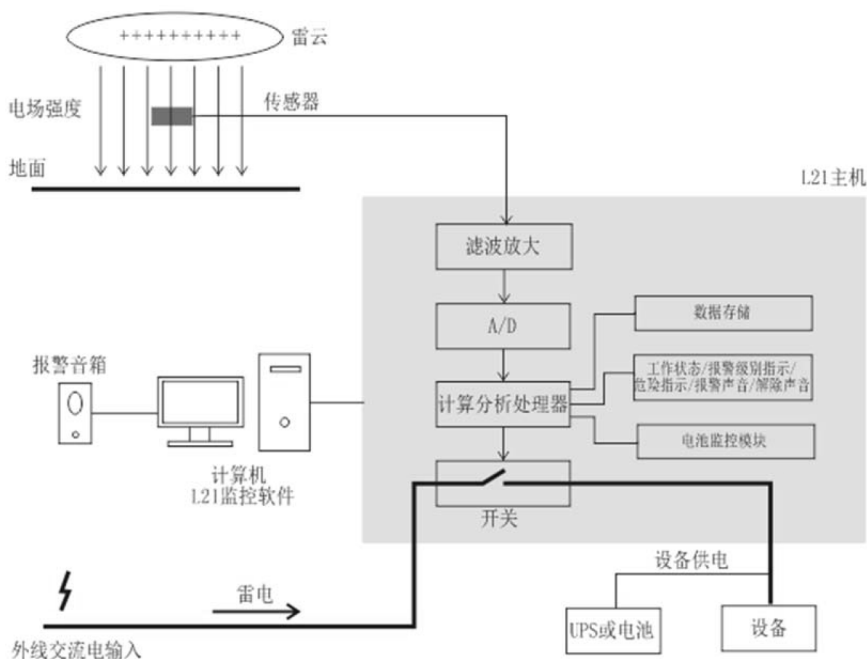 ++++++++++
雷云
电场强度
传感器
地面
L21主机
滤波放大
A/D
数据存储
报警音箱
工作状态/报警级别指示/
危险指示/报警声音/解除声音
计算分析处理器
电池监控模块
计算机
L21监控软件
开关
设备供电
雷电
UPS或电池
设备
外线交流电输入